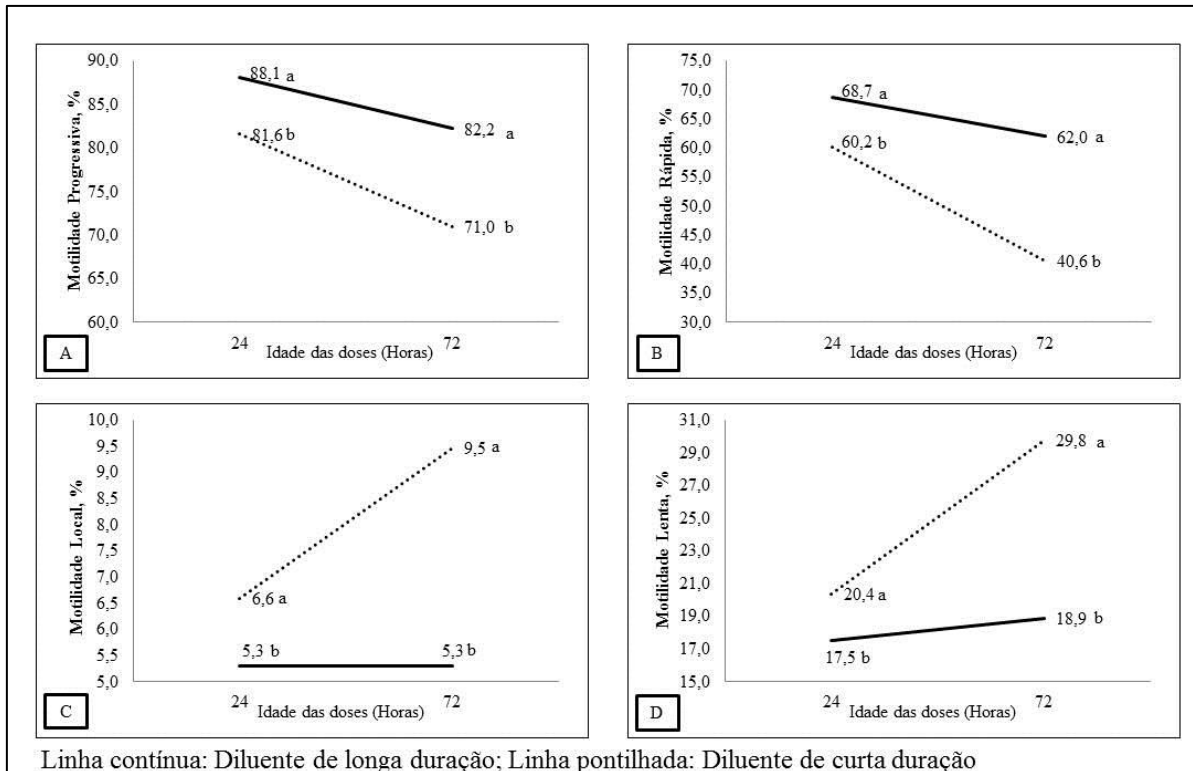 90,0
85,0
80,0
75,0
70,0
65,0
60,0
Motilidade Progressiva, %
88,1 a
82,2 a
81,6 b
71,0 b
24
72
Idade das doses (Horas)
A
75,0
70,0
65,0
60,0
55,0
50,0
45,0
40,0
35,0
30,0
Motilidade Rápida, %
68,7 a
62,0 a
60,2 b
40,6 b
24
72
Idade das doses (Horas)
B
10,0
9,5
9,0
8,5
8,0
7,5
7,0
6,5
6,0
5,5
5,0
Motilidade Local, %
9,5 a
6,6 a
5,3 b
5,3 b
24
72
Idade das doses (Horas)
C
31,0
29,0
27,0
25,0
23,0
21,0
19,0
17,0
15,0
Motilidade Lenta, %
29,8 a
20,4 a
18,9 b
17,5 b
24
72
Idade das doses (Horas)
D
Linha contínua: Diluente de longa duração; Linha pontilhada: Diluente de curta duração